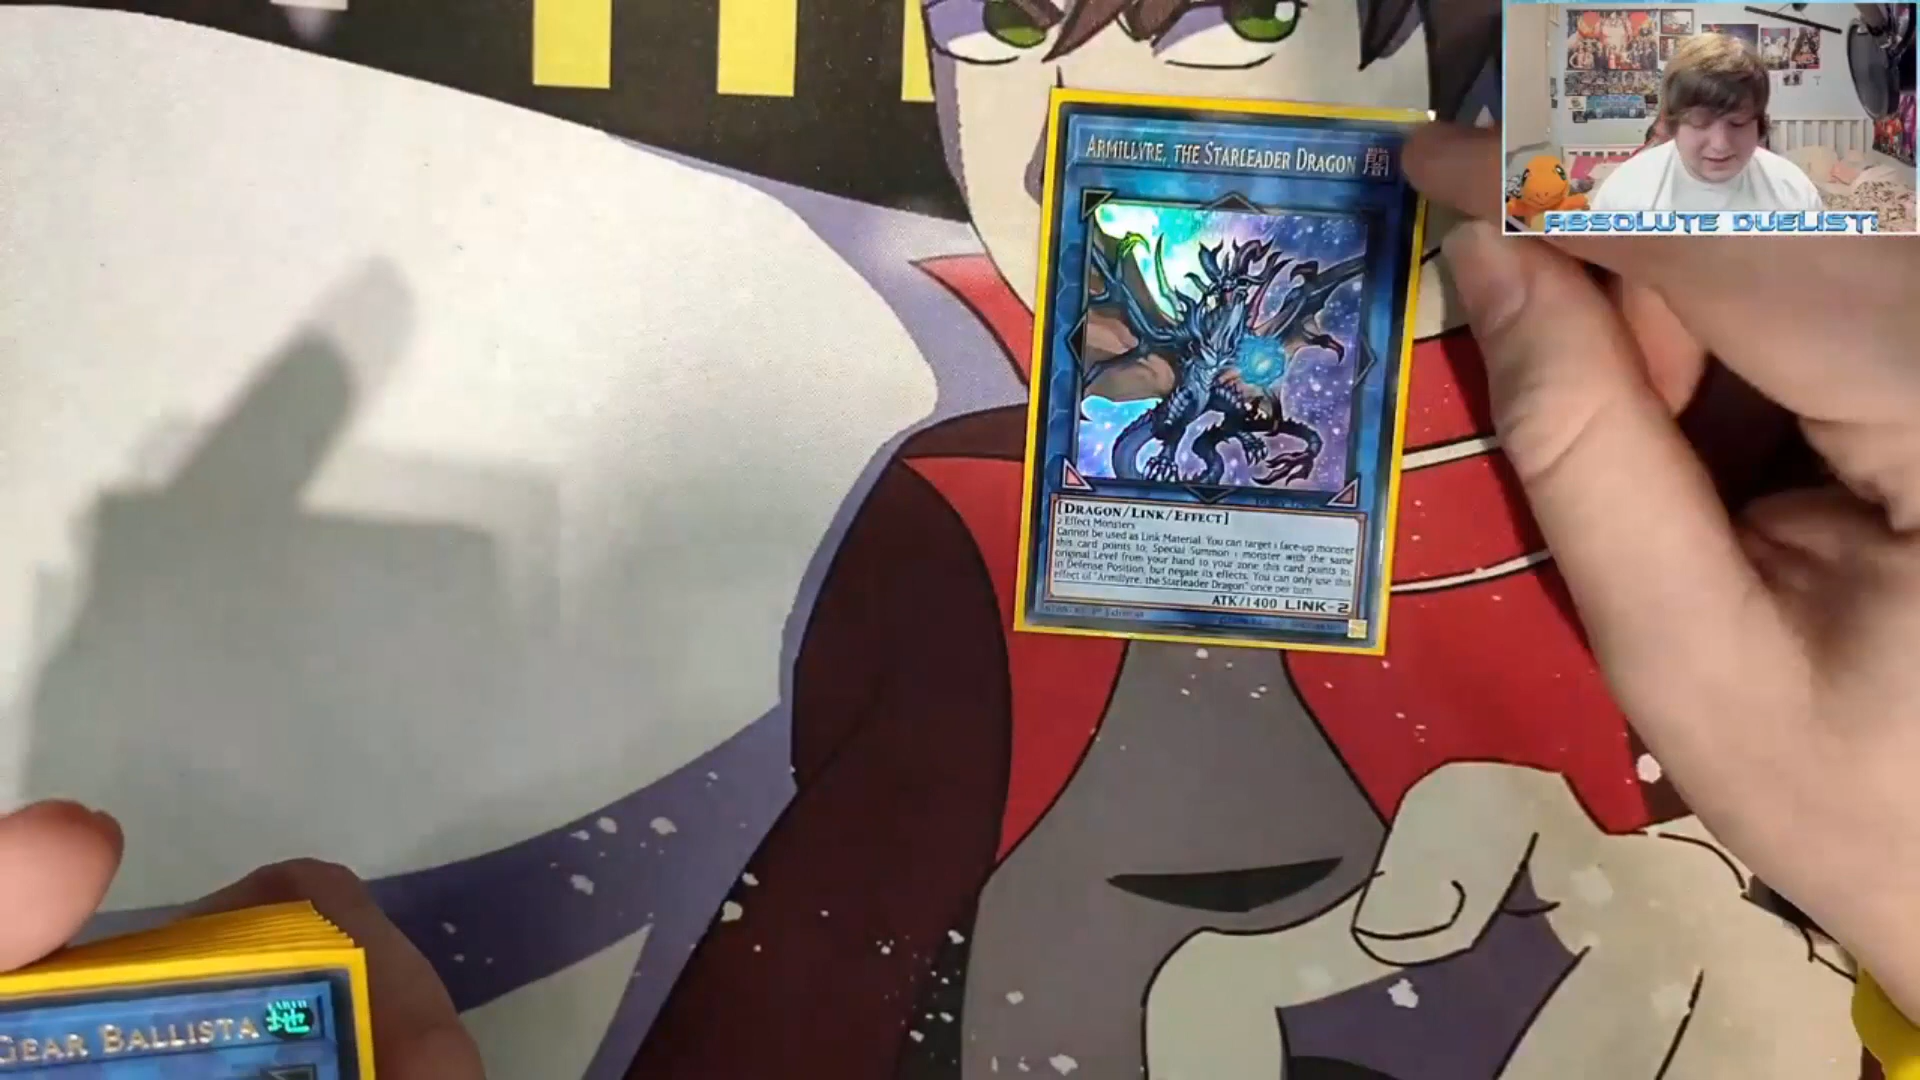 ARMILLYRE, THE STARLEADER DRAGON
闇
ABSOLUTE DUELIST!
[DRAGON/LINK/EFFECT]
2 Effect Monsters
Cannot be used as Link Material. You can target 1 face-up monster
this card points to; Special Summon 1 monster with the same
original Level from your hand to your zone this card points to,
in Defense Position, but negate its effects. You can only use this
effect of "Armillyre, the Starleader Dragon" once per turn.
ATK/1400 LINK-2
1st Edition
GEAR BALLISTA
EARTH
地